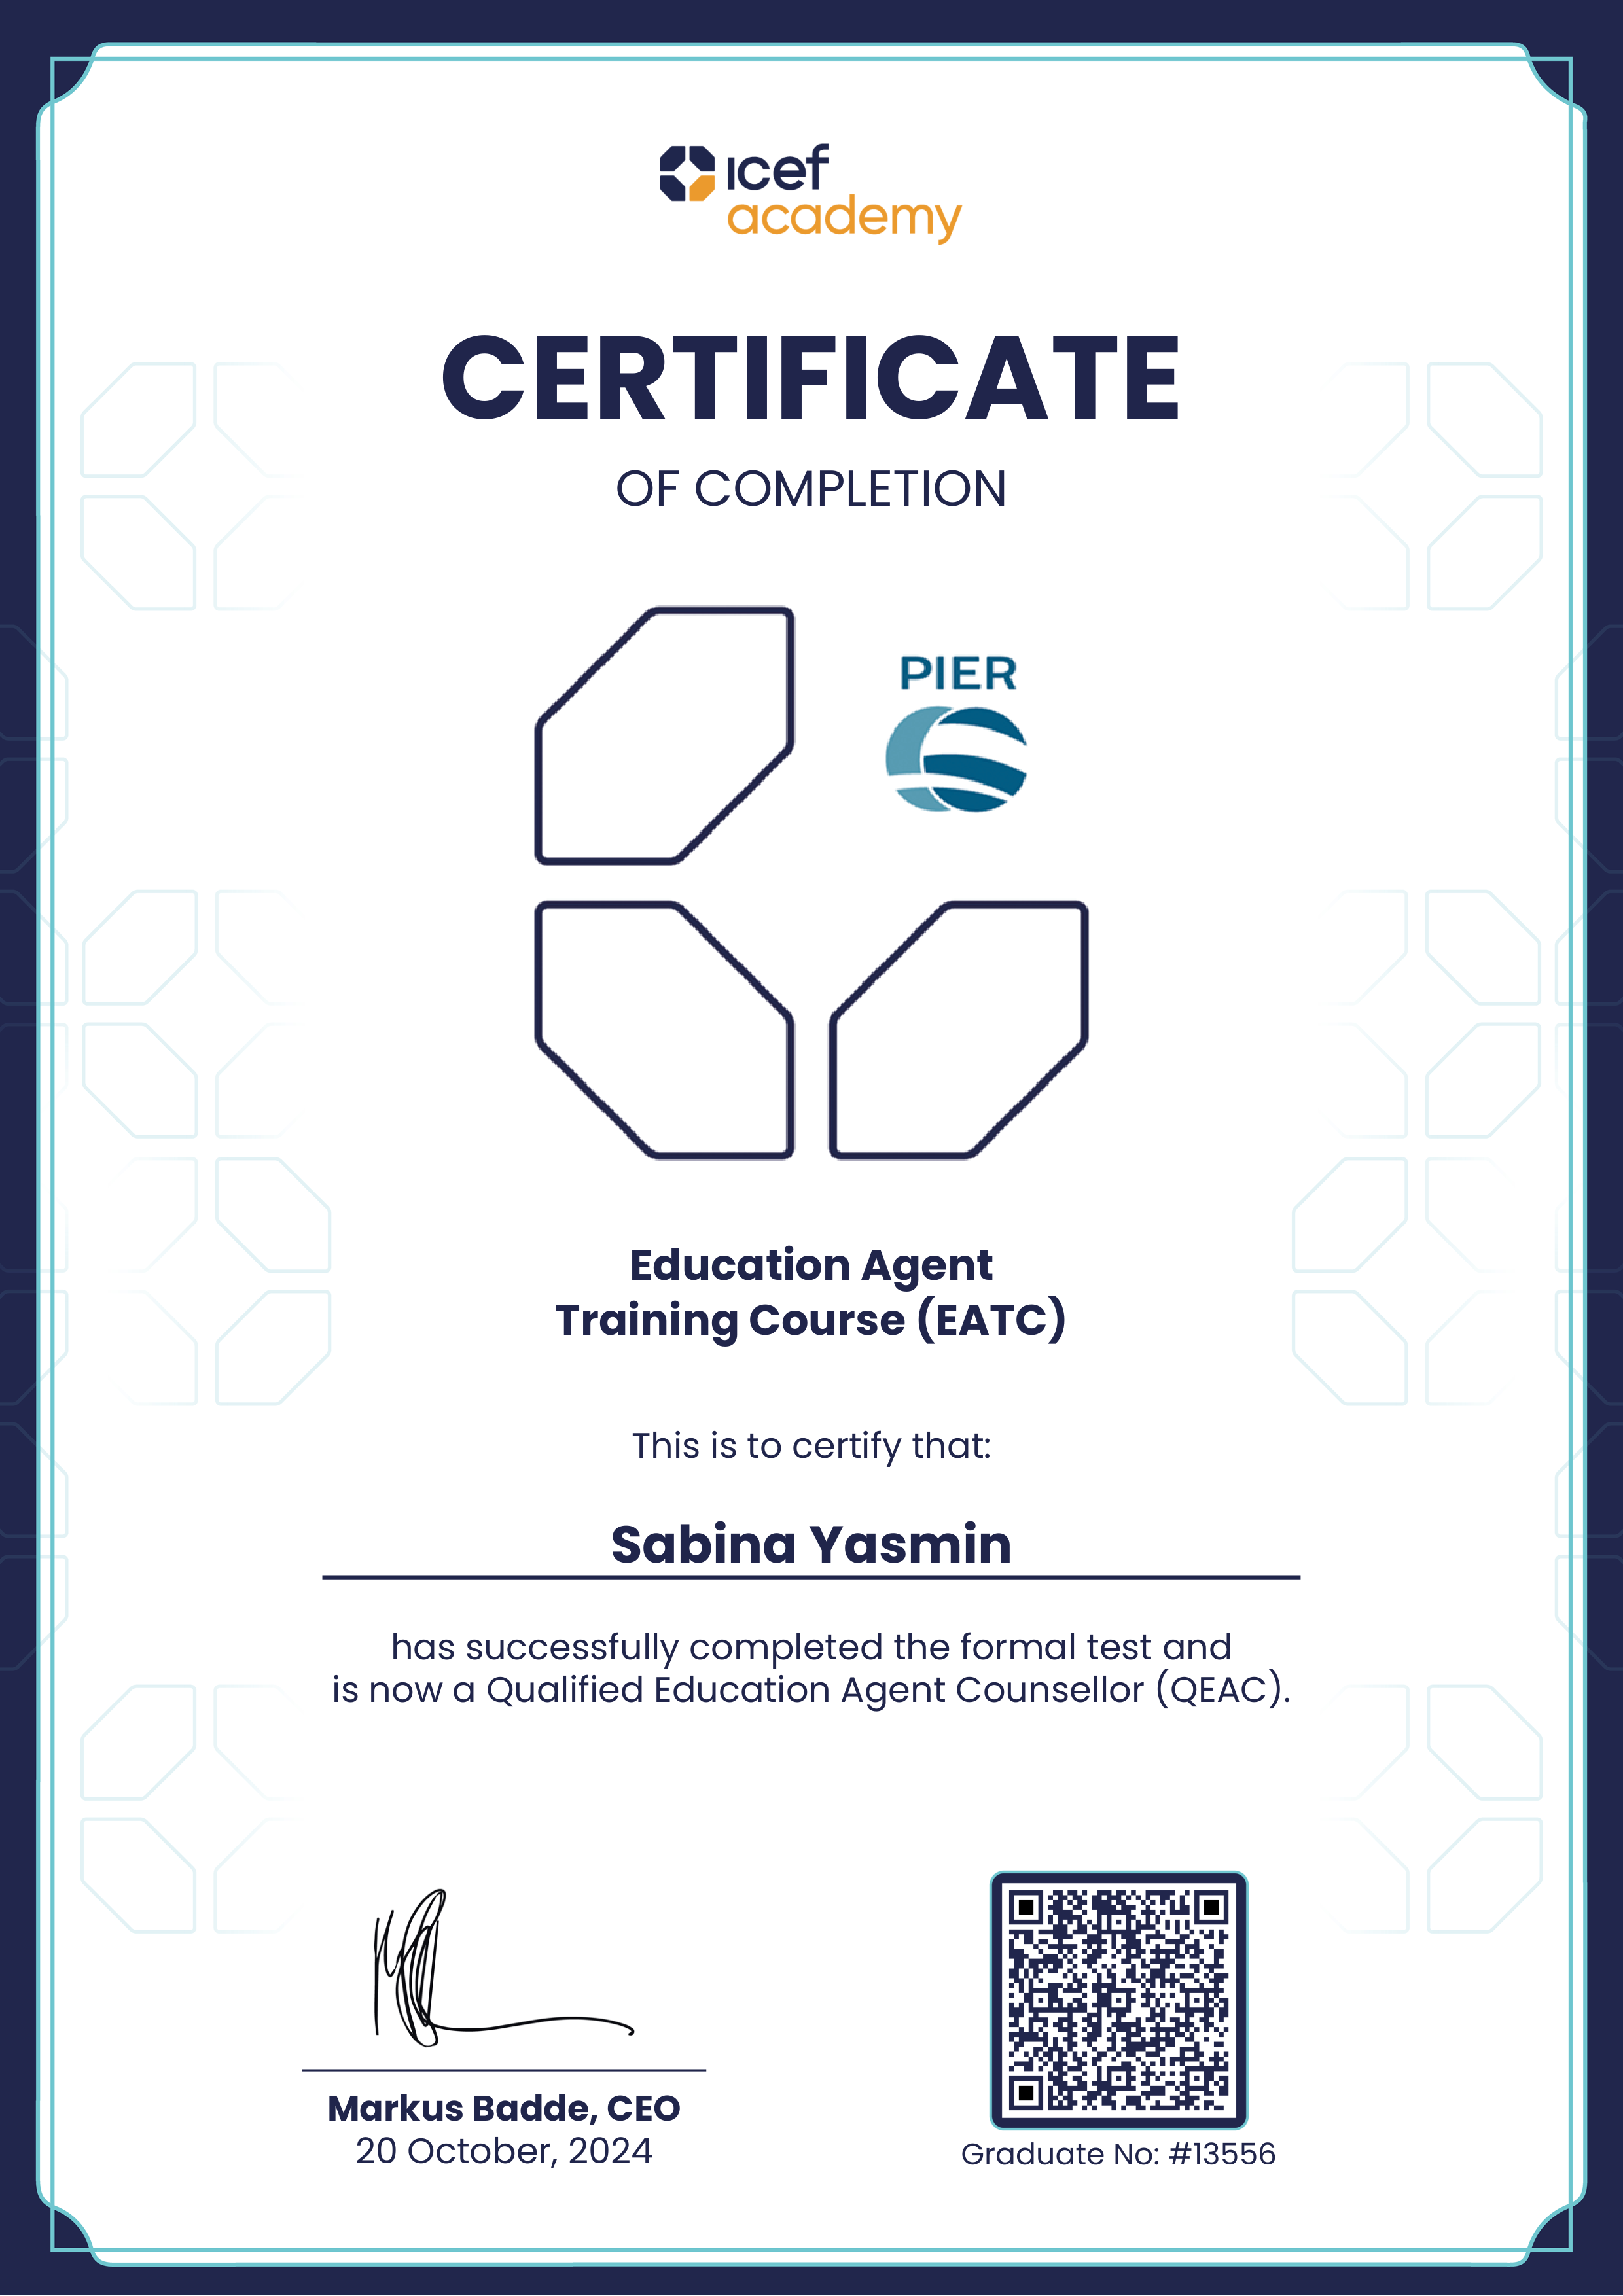 icef
academy
CERTIFICATE
OF COMPLETION
PIER
Education Agent
Training Course (EATC)
This is to certify that:
Sabina Yasmin
has successfully completed the formal test and
is now a Qualified Education Agent Counsellor (QEAC).
Markus Badde, CEO
20 October, 2024
Graduate No: #13556